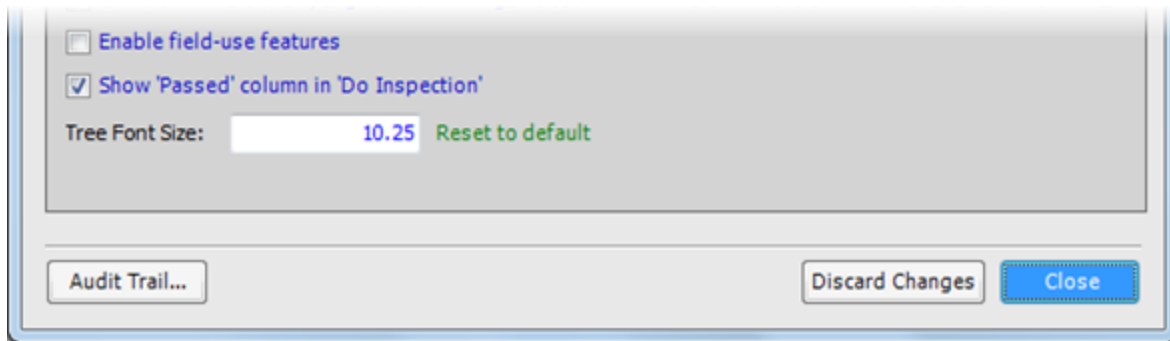 Enable field-use features
Show 'Passed' column in 'Do Inspection'
Tree Font Size: 10.25 Reset to default
Audit Trail... Discard Changes Close